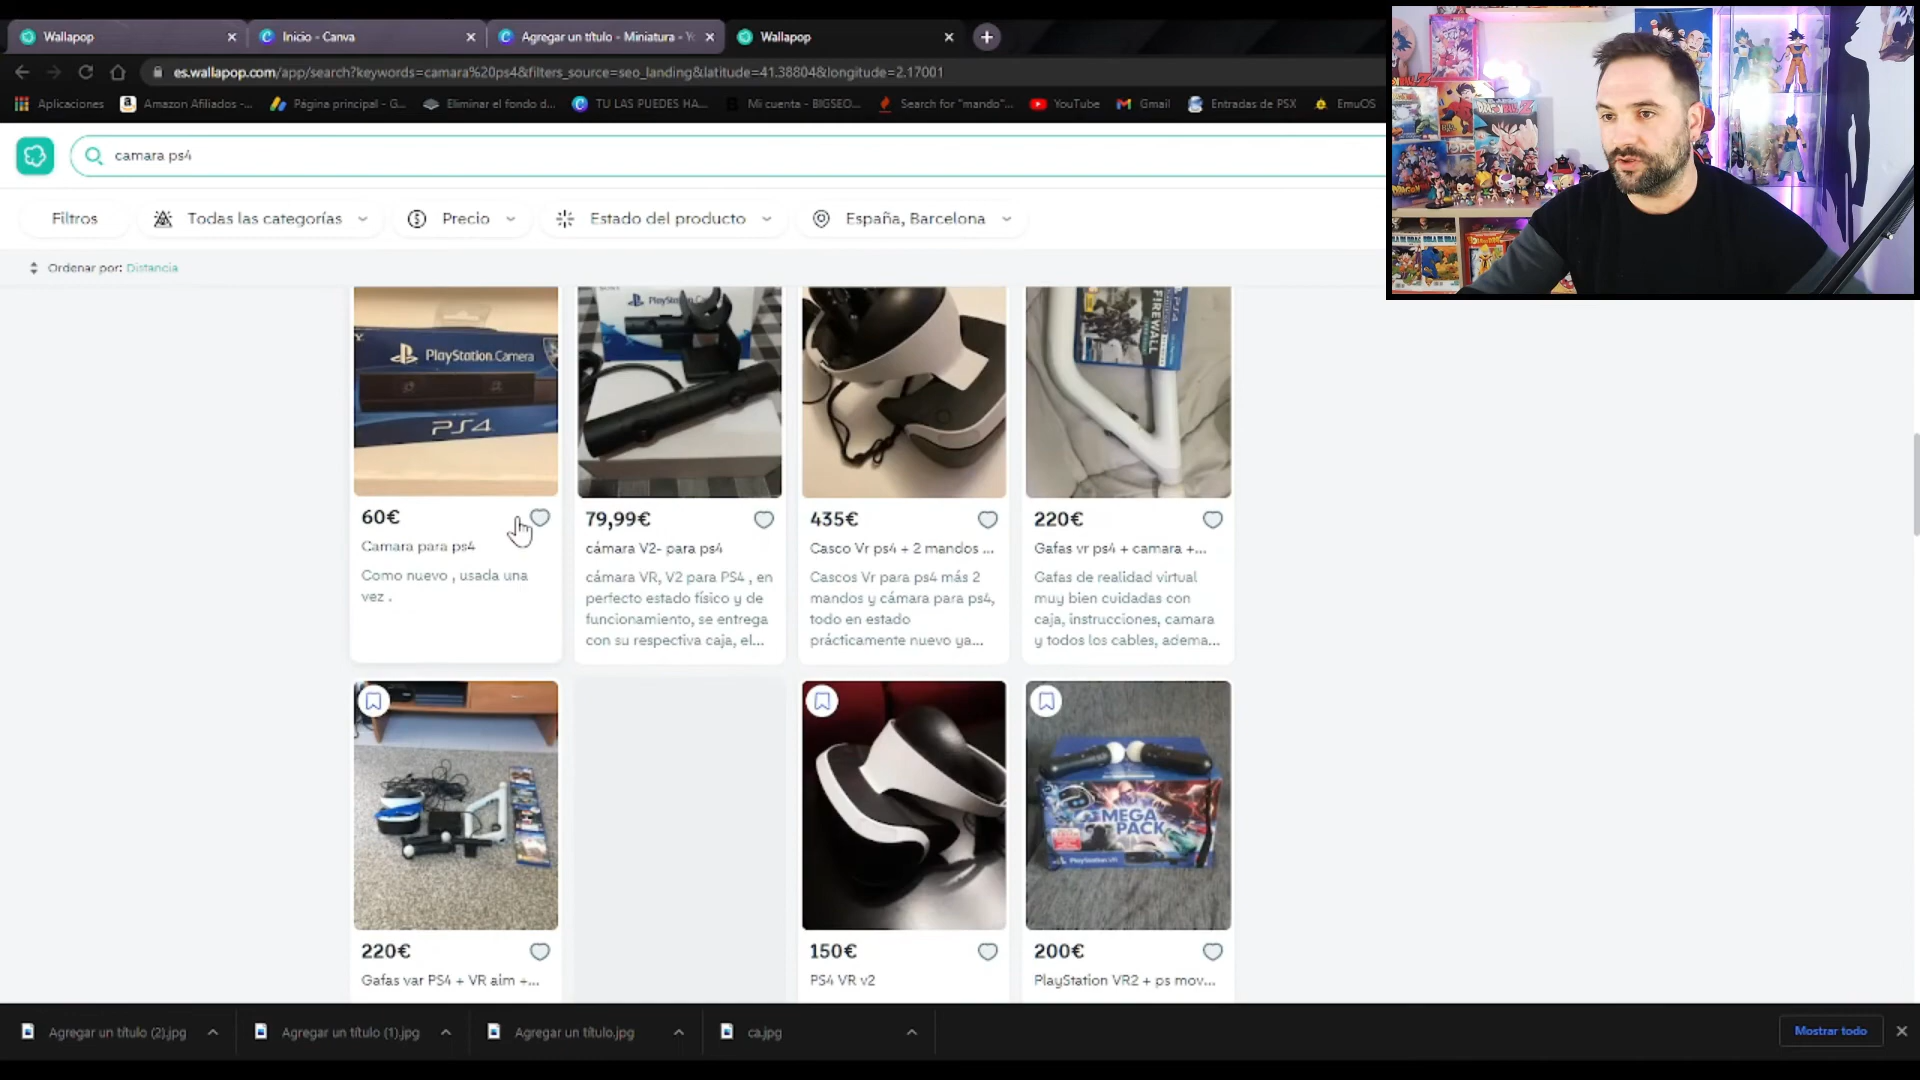 Wallapop
Inicio - Canva
Agregar un título - Miniatura - Y
Wallapop
es.wallapop.com/app/search?keywords=camara%20ps4&filters_source=seo_landing&latitude=41.38804&longitude=2.17001
Aplicaciones
Amazon Afiliados -...
Página principal - G...
Eliminar el fondo d...
TU LAS PUEDES HA...
Mi cuenta - BIGSEO...
Search for "mando"...
YouTube
Gmail
Entradas de PSX
EmuOS
camara ps4
Filtros
Todas las categorías
Precio
Estado del producto
España, Barcelona
Ordenar por: Distancia
PlayStation Camera
PS4
60€
Camara para ps4
Como nuevo , usada una
vez .
79,99€
cámara V2- para ps4
cámara VR, V2 para PS4 , en
perfecto estado físico y de
funcionamiento, se entrega
con su respectiva caja, el...
435€
Casco Vr ps4 + 2 mandos ...
Cascos Vr para ps4 más 2
mandos y cámara para ps4,
todo en estado
prácticamente nuevo ya...
FIREWALL
PS4
220€
Gafas vr ps4 + camara +...
Gafas de realidad virtual
muy bien cuidadas con
caja, instrucciones, camara
y todos los cables, adema...
220€
Gafas var PS4 + VR aim +...
150€
PS4 VR v2
MEGA
PACK
PlayStation VR
200€
PlayStation VR2 + ps mov...
Agregar un título (2).jpg
Agregar un título (1).jpg
Agregar un título.jpg
ca.jpg
Mostrar todo